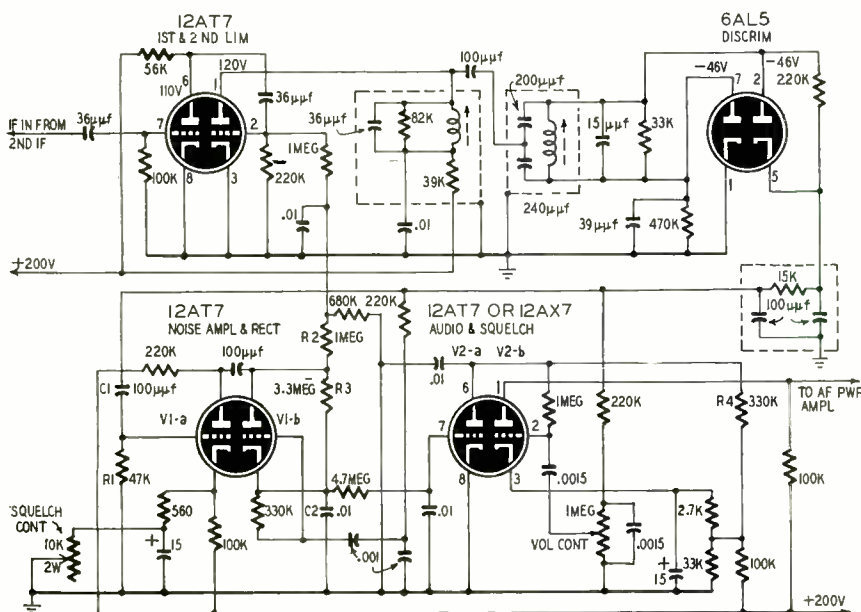 12AT7
1ST & 2ND LIM
6AL5
DISCRIM
56K
6
1
120V
110V
36µµf
100µµf
-46V
7
2
-46V
220K
200µµf
36µµf
IF IN FROM
2ND IF
7
2
36µµf
82K
15
µµf
33K
1MEG
100K
8
3
220K
39K
1
5
.01
.01
240µµf
39µµf
470K
+200V
15K
100µµf
12AT7
NOISE AMPL & RECT
680K
220K
12AT7 OR 12AX7
AUDIO & SQUELCH
R2
1MEG
220K
100µµf
V2-a
V2-b
.01
C1
100µµf
3.3MEG
R3
6
1
1MEG
220K
R4
330K
TO AF PWR
AMPL
V1-a
V1-b
7
2
R1
47K
4.7MEG
8
3
.0015
100K
SQUELCH
CONT
560
330K
C2
.01
.01
1MEG
2.7K
10K
2W
+
15
100K
.001
VOL CONT
.0015
+
15
33K
100K
+200V